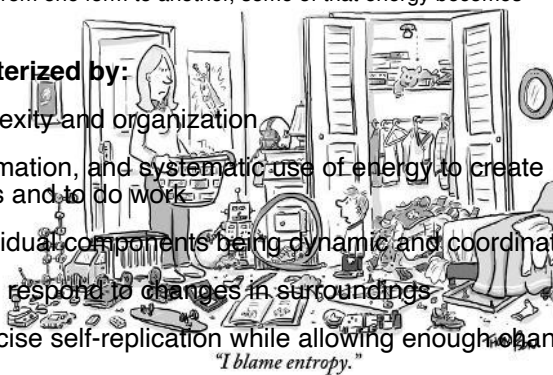 from one form to another, some of that energy becomes
terized by:
exity and organization
mation, and systematic use of energy to create
s and to do work
vidual components being dynamic and coordinat
respond to changes in surroundings
cise self-replication while allowing enough chan
"I blame entropy."